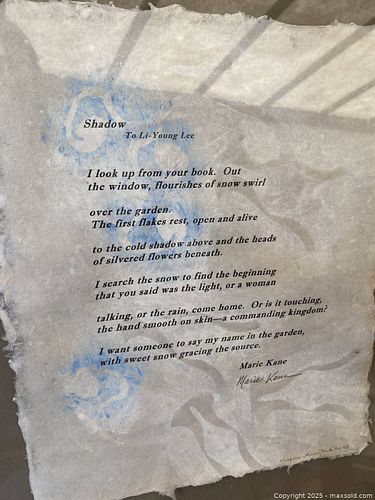 Shadow
To Li-Young Lee
I look up from your book. Out
the window, flourishes of snow swirl
over the garden.
The first flakes rest, open and alive
to the cold shadow above and the heads
of silvered flowers beneath.
I search the snow to find the beginning
that you said was the light, or a woman
talking, or the rain, come home. Or is it touching,
the hand smooth on skin—a commanding kingdom?
I want someone to say my name in the garden,
with sweet snow gracing the source.
Marie Kane
Marie Kane
Copyright 2025 - maxsold.com